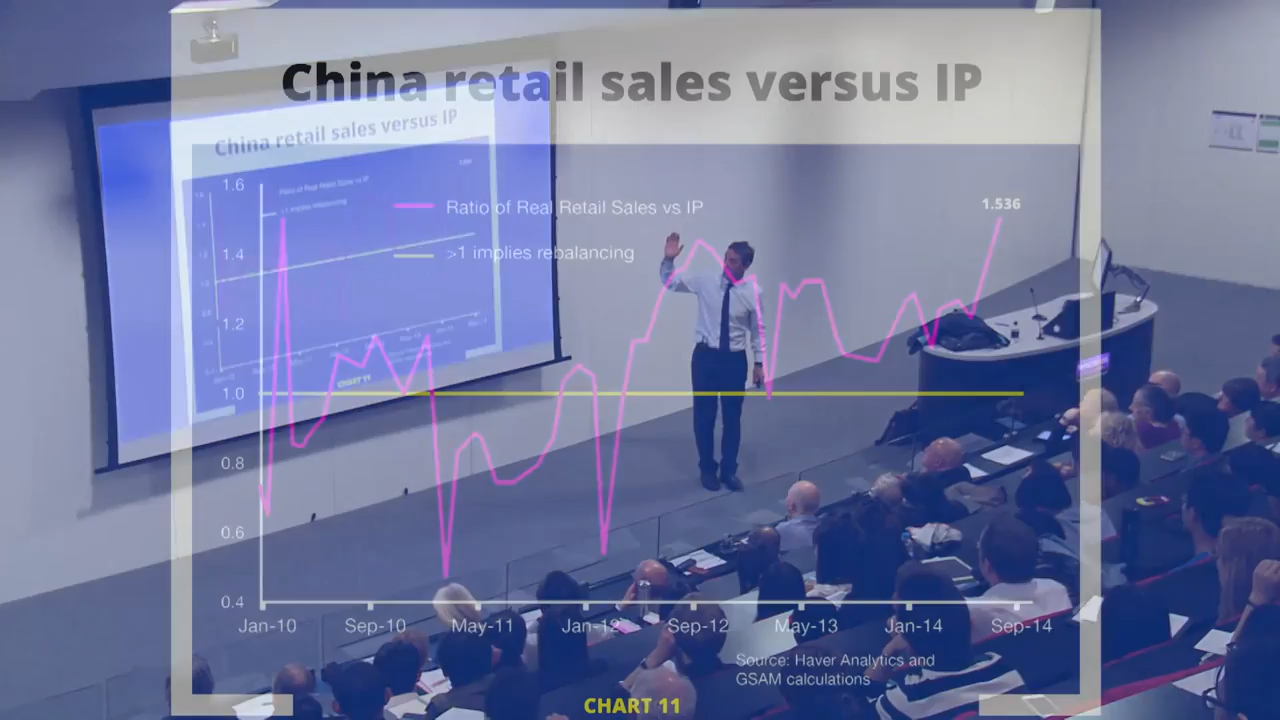 China retail sales versus IP
China retail sales versus IP
1.6
Ratio of Real Retail Sales vs IP
1.536
1.4
>1 implies rebalancing
1.2
1.0
0.8
0.6
0.4
Jan-10 Sep-10 May-11 Jan-12 Sep-12 May-13 Jan-14 Sep-14
Source: Haver Analytics and
GSAM calculations
CHART 11
CHART 11